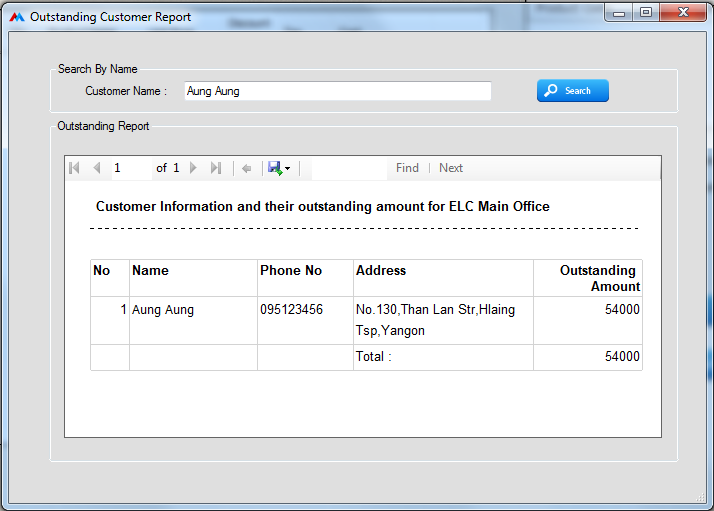 Outstanding Customer Report
Search By Name
Customer Name :
Aung Aung
Search
Outstanding Report
1 of 1
Find | Next
Customer Information and their outstanding amount for ELC Main Office
No Name Phone No Address Outstanding
Amount
1 Aung Aung 095123456 No.130,Than Lan Str,Hlaing 54000
Tsp,Yangon
Total : 54000